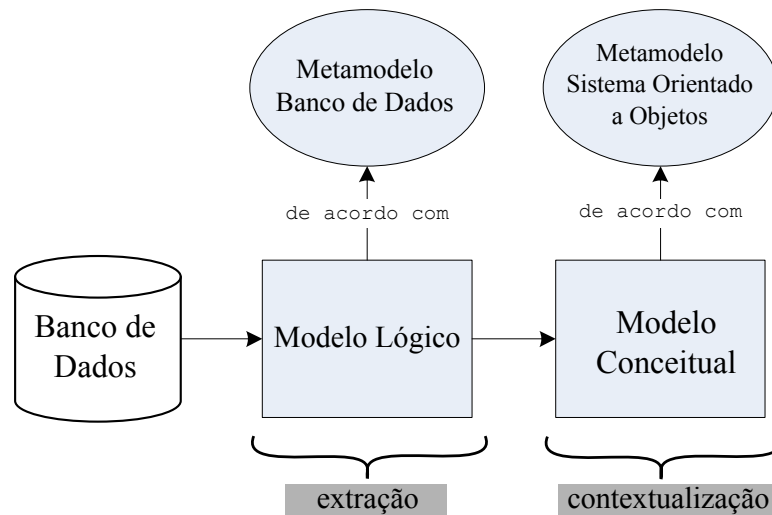 Metamodelo
Banco de Dados
Metamodelo
Sistema Orientado
a Objetos
de acordo com
de acordo com
Banco de
Dados
Modelo Lógico
Modelo
Conceitual
extração
contextualização